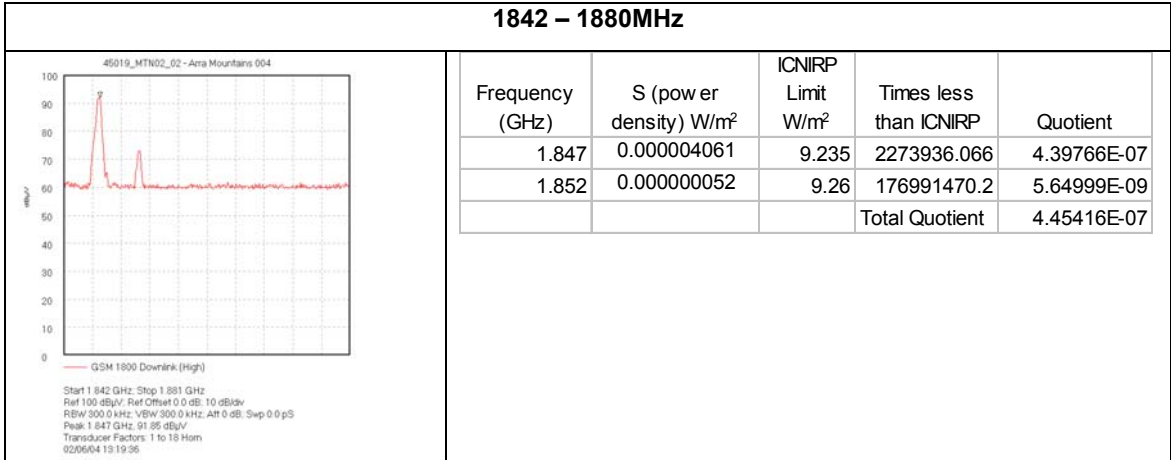 1842 – 1880MHz
45019_MTN02_02 - Arra Mountains 004
100
90
80
70
60
50
40
30
20
10
0
dBµV
GSM 1800 Downlink (High)
Start 1.842 GHz; Stop 1.881 GHz
Ref 100 dBµV; Ref Offset 0.0 dB; 10 dB/div
RBW 300.0 kHz; VBW 300.0 kHz; Att 0 dB; Swp 0.0 pS
Peak 1.847 GHz, 91.85 dBµV
Transducer Factors: 1 to 18 Horn
02/06/04 13:19:36
Frequency (GHz) S (pow er density) W/m² ICNIRP Limit W/m² Times less than ICNIRP Quotient
1.847 0.000004061 9.235 2273936.066 4.39766E-07
1.852 0.000000052 9.26 176991470.2 5.64999E-09
Total Quotient 4.45416E-07